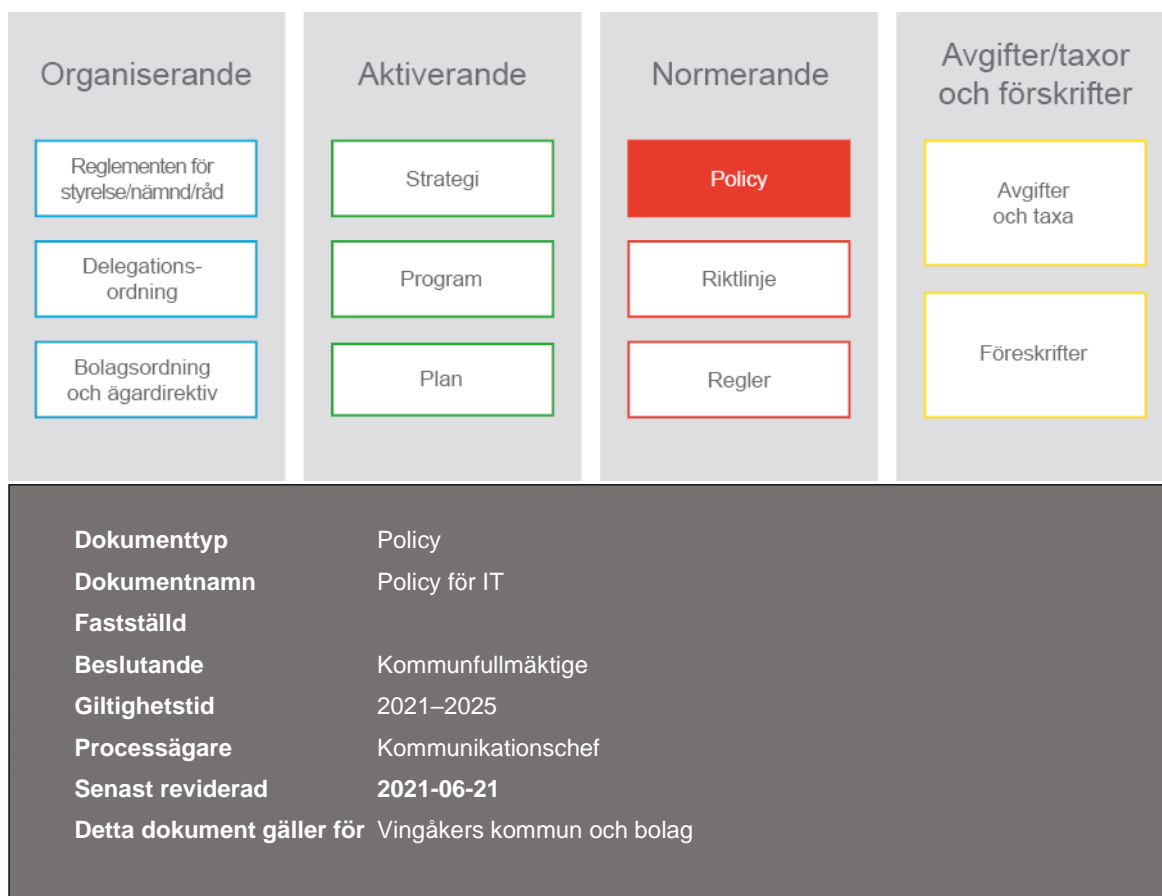 Organiserande
Reglementen för
styrelse/nämnd/råd
Delegations-
ordning
Bolagsordning
och ägardirektiv
Aktiverande
Strategi
Program
Plan
Normerande
Policy
Riktlinje
Regler
Avgifter/taxor
och förskrifter
Avgifter
och taxa
Föreskrifter
Dokumenttyp Policy
Dokumentnamn Policy för IT
Fastställd
Beslutande Kommunfullmäktige
Giltighetstid 2021–2025
Processägare Kommunikationschef
Senast reviderad 2021-06-21
Detta dokument gäller för Vingåkers kommun och bolag